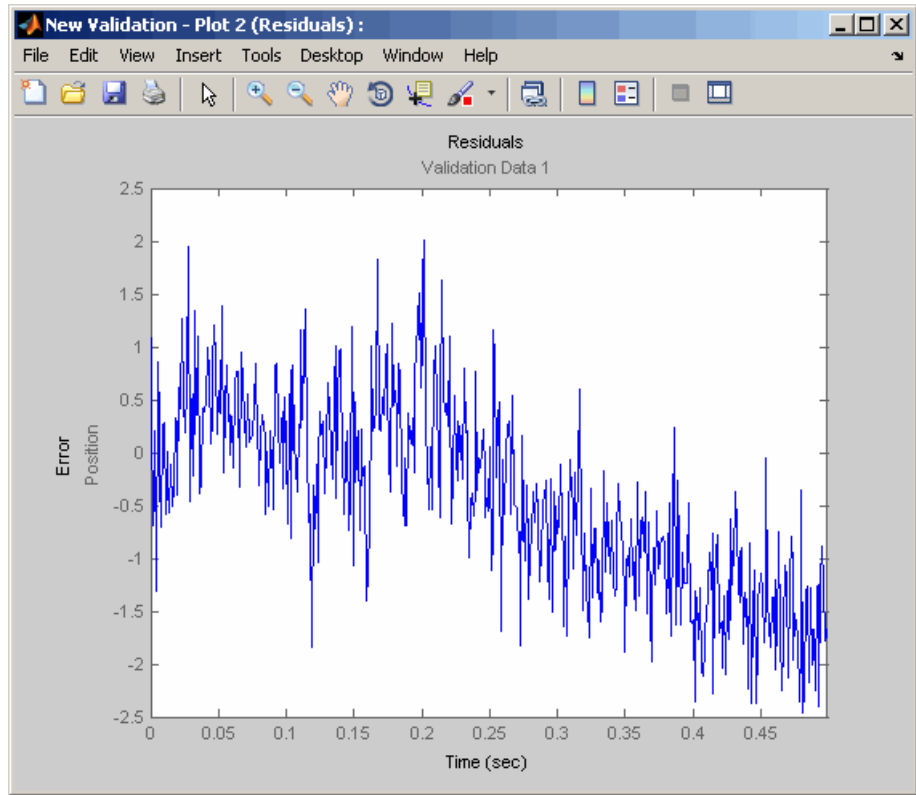 New Validation - Plot 2 (Residuals) :
File Edit View Insert Tools Desktop Window Help
Residuals
Validation Data 1
2.5
2
1.5
1
0.5
0
-0.5
-1
-1.5
-2
-2.5
Error
Position
0 0.05 0.1 0.15 0.2 0.25 0.3 0.35 0.4 0.45
Time (sec)